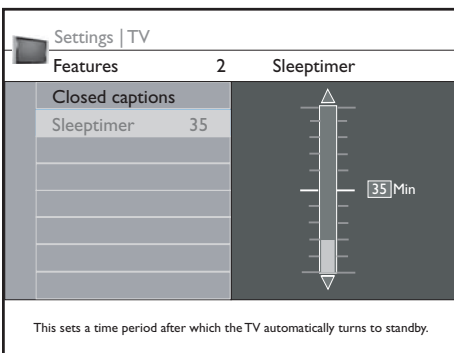 Settings | TV
Features 2 Sleeptimer
Closed captions
Sleeptimer 35
35 Min
This sets a time period after which the TV automatically turns to standby.